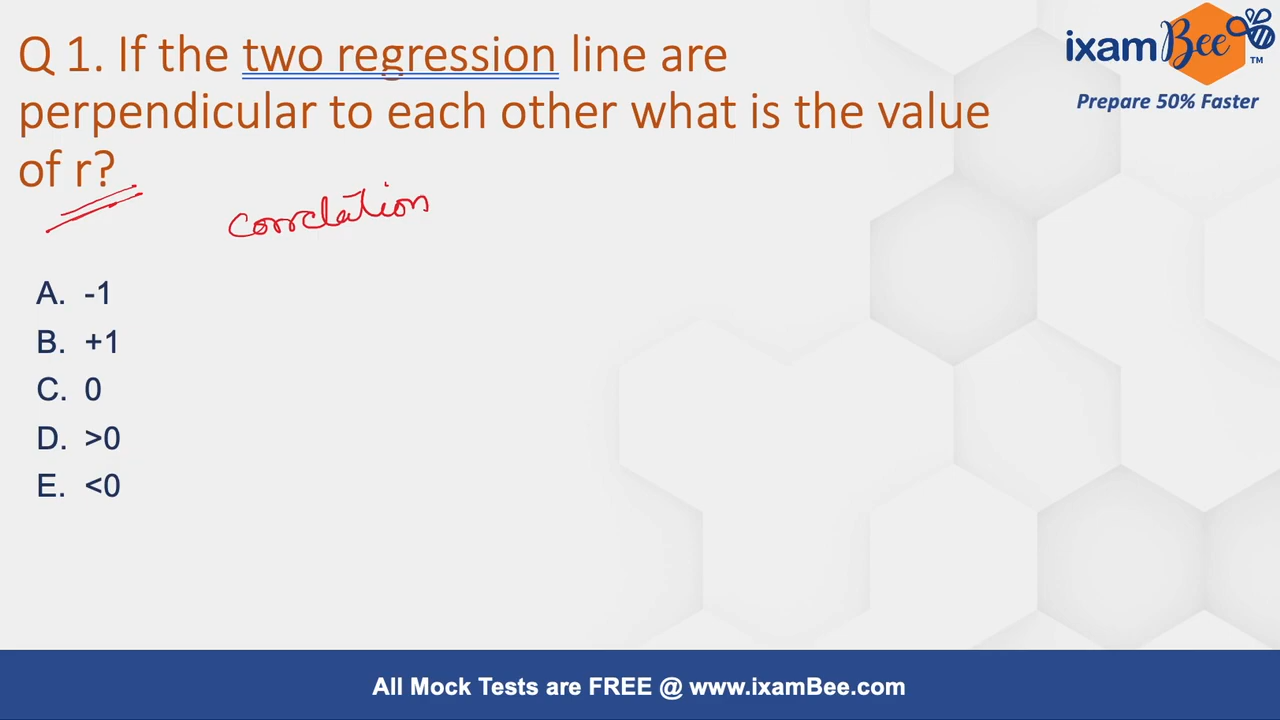 Q 1. If the two regression line are
perpendicular to each other what is the value
of r?
correlation
A. -1
B. +1
C. 0
D. >0
E. <0
ixamBee™
Prepare 50% Faster
All Mock Tests are FREE @ www.ixamBee.com